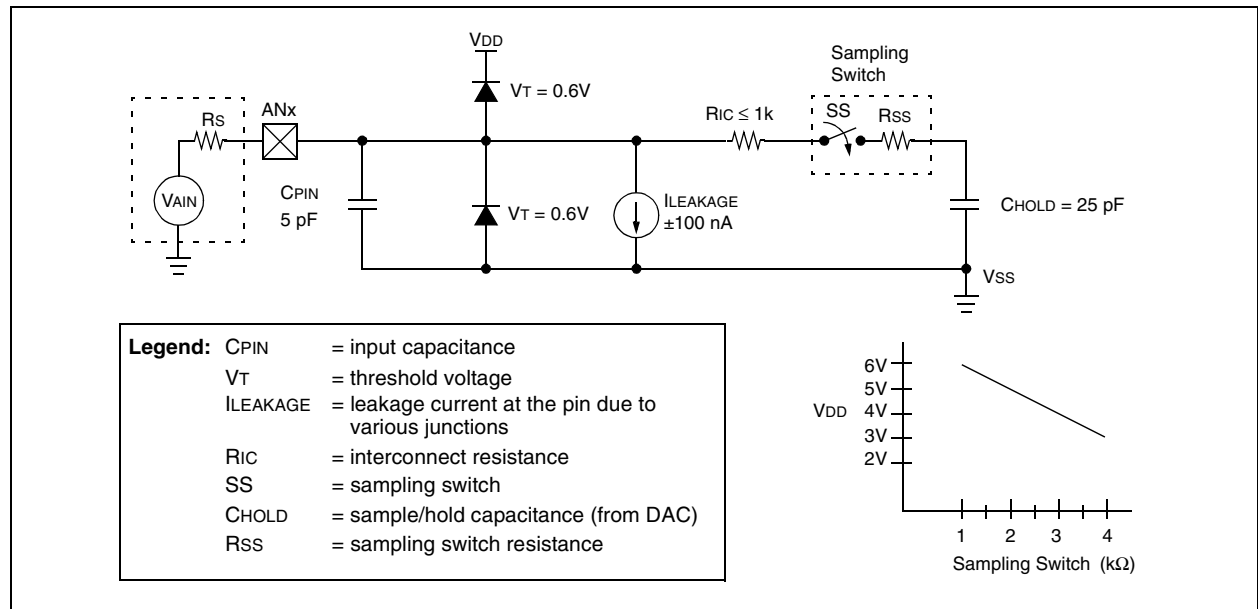 VDD
Sampling
Switch
VT = 0.6V
RS
ANx
RIC ≤ 1k
SS
RSS
VAIN
CPIN
5 pF
VT = 0.6V
ILEAKAGE
±100 nA
CHOLD = 25 pF
VSS
Legend: CPIN = input capacitance
VT = threshold voltage
ILEAKAGE = leakage current at the pin due to
various junctions
RIC = interconnect resistance
SS = sampling switch
CHOLD = sample/hold capacitance (from DAC)
RSS = sampling switch resistance
6V
5V
VDD 4V
3V
2V
1 2 3 4
Sampling Switch (kΩ)